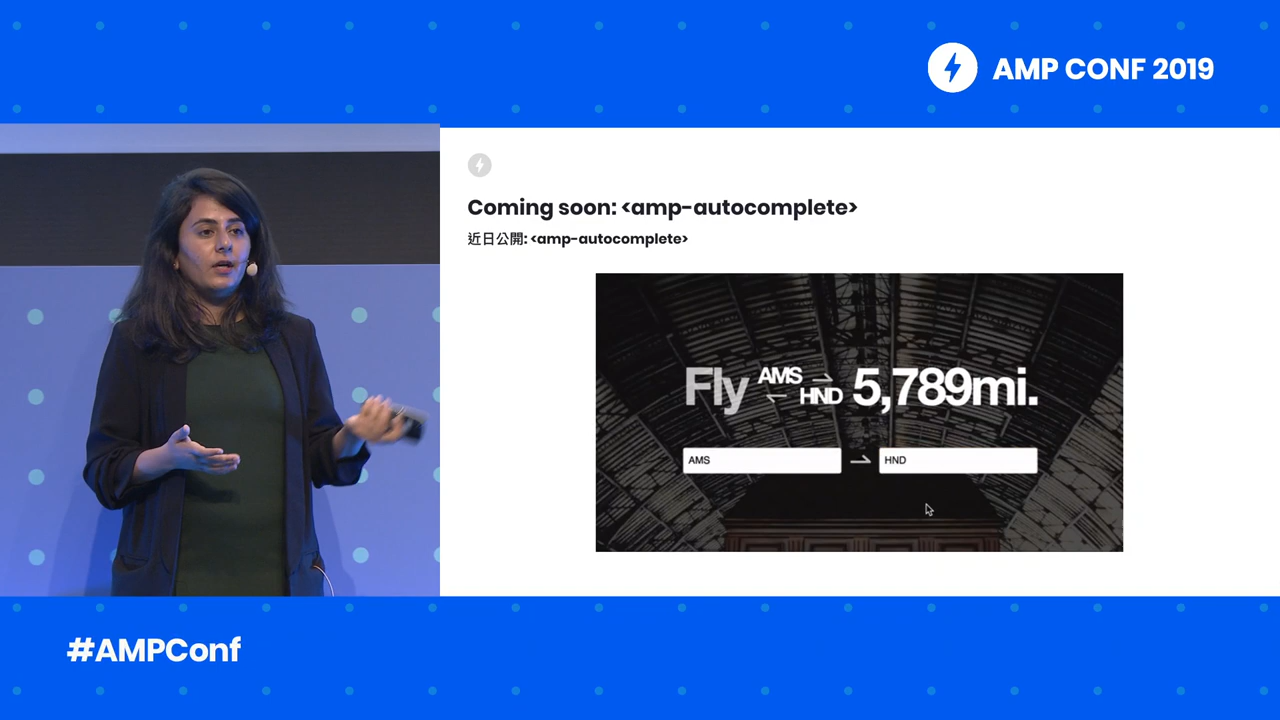 AMP CONF 2019
Coming soon: <amp-autocomplete>
近日公開: <amp-autocomplete>
Fly AMS HND 5,789mi.
AMS
HND
#AMPConf